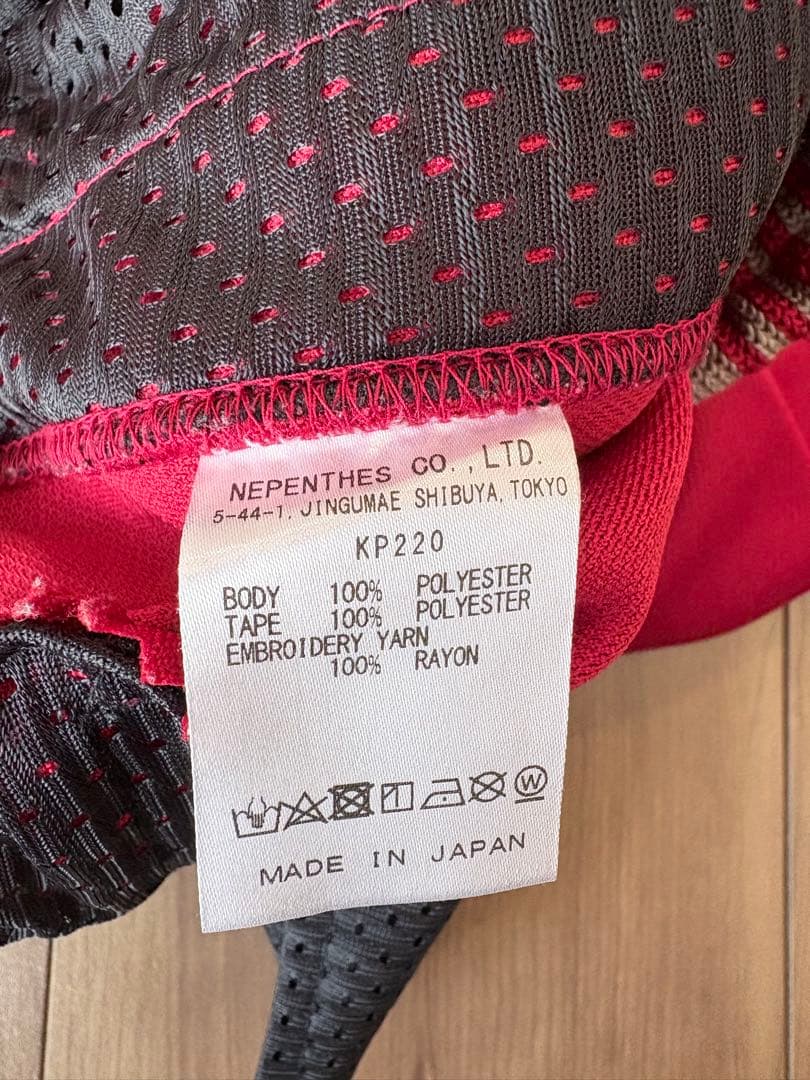 NEPENTHES CO., LTD.
5-44-1, JINGUMAE SHIBUYA, TOKYO
KP220
BODY 100% POLYESTER
TAPE 100% POLYESTER
EMBROIDERY YARN
100% RAYON
W
MADE IN JAPAN